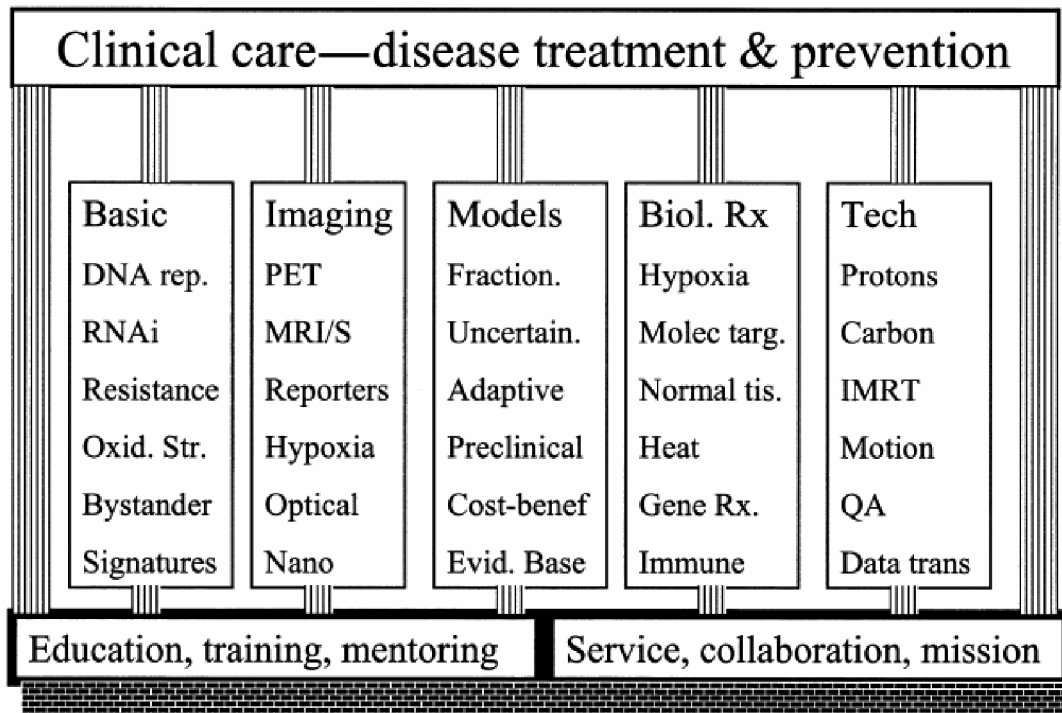 Clinical care—disease treatment & prevention
Basic
DNA rep.
RNAi
Resistance
Oxid. Str.
Bystander
Signatures
Imaging
PET
MRI/S
Reporters
Hypoxia
Optical
Nano
Models
Fraction.
Uncertain.
Adaptive
Preclinical
Cost-benef
Evid. Base
Biol. Rx
Hypoxia
Molec targ.
Normal tis.
Heat
Gene Rx.
Immune
Tech
Protons
Carbon
IMRT
Motion
QA
Data trans
Education, training, mentoring
Service, collaboration, mission